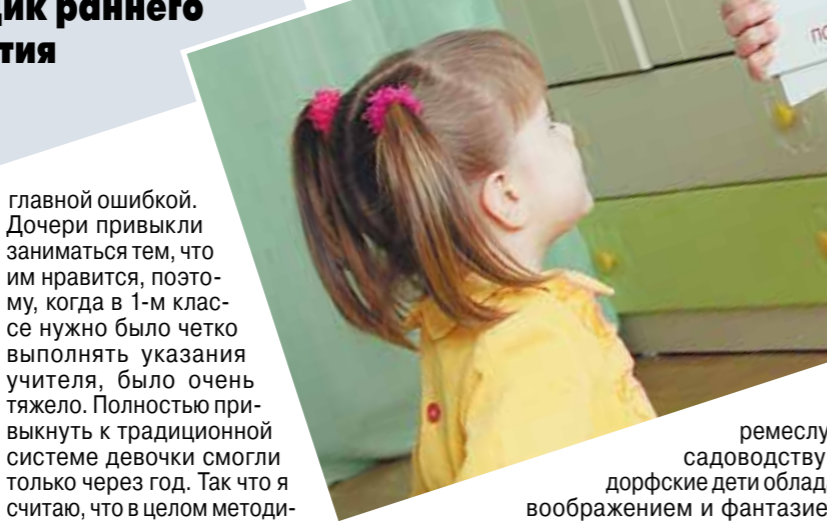 раннего
главной ошибкой.
Дочери привыкли
заниматься тем, что
им нравится, поэто-
му, когда в 1-м клас-
се нужно было четко
выполнять указания
учителя, было очень
тяжело. Полностью при-
выкнуть к традиционной
системе девочки смогли
только через год. Так что я
считаю, что в целом методи-
ремеслу
садоводству
дорфские дети облад
воображением и фантазие